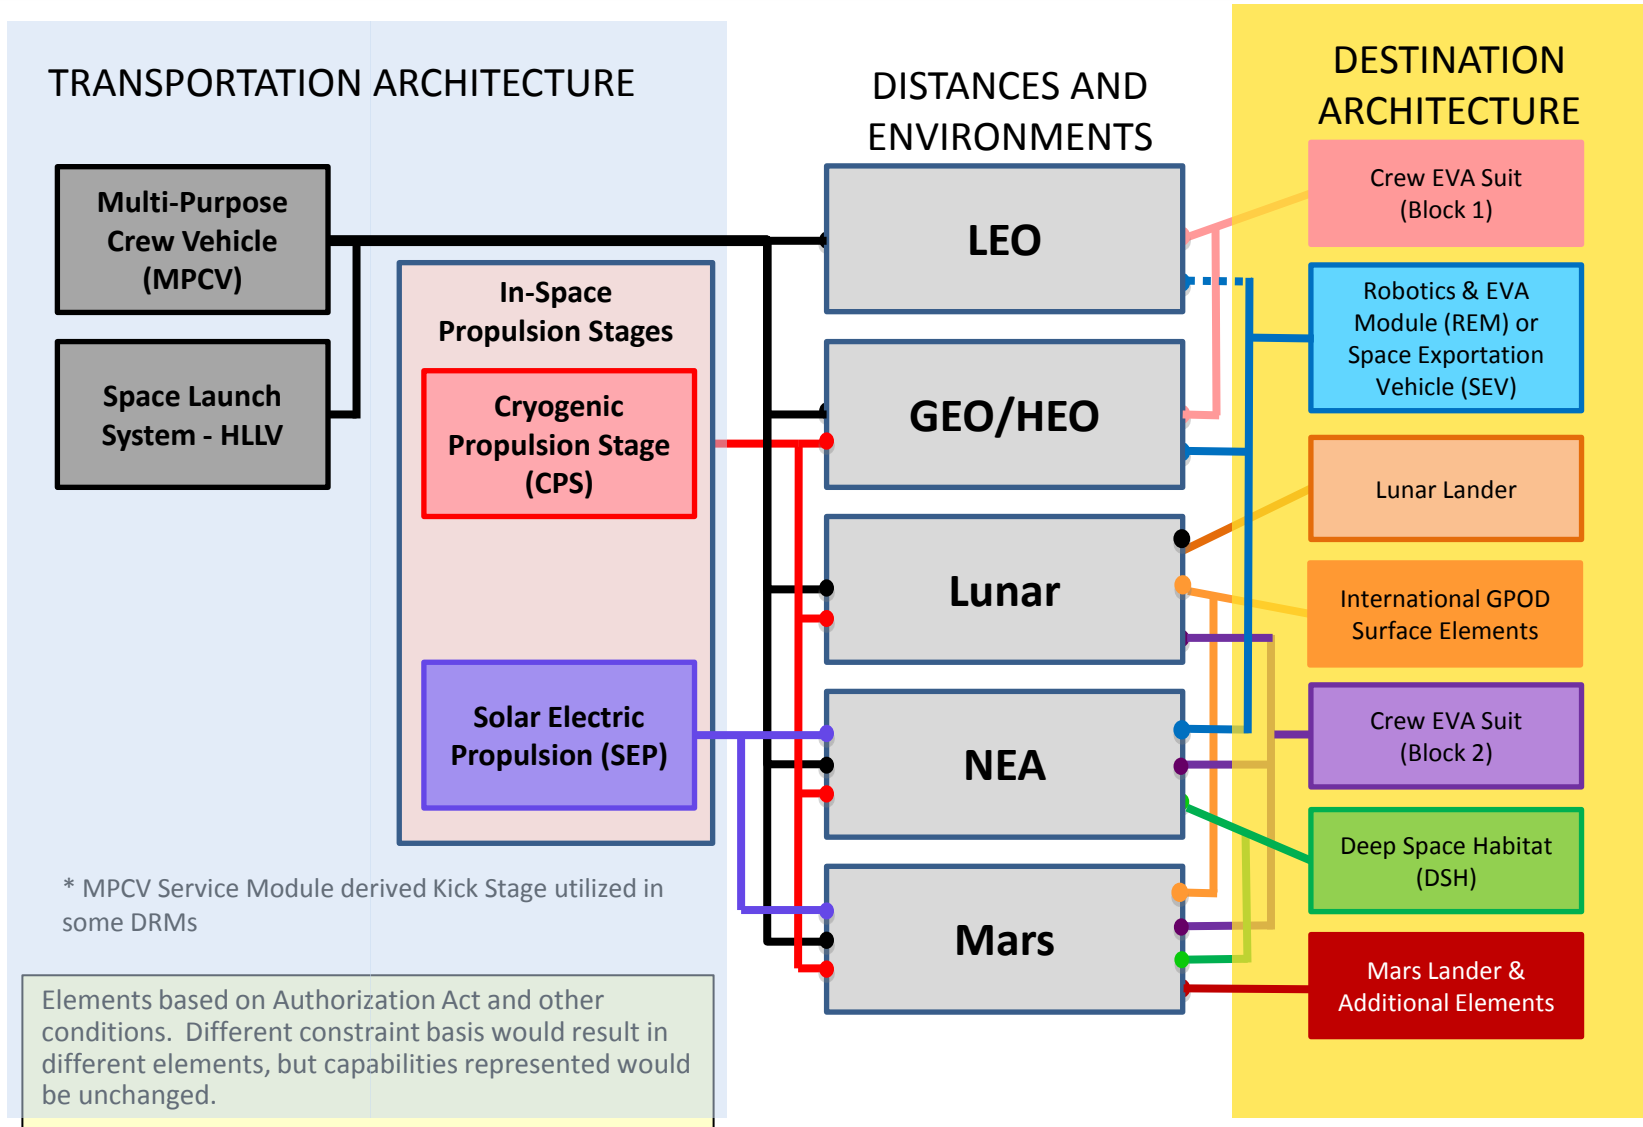 TRANSPORTATION ARCHITECTURE
Multi-Purpose
Crew Vehicle
(MPCV)
Space Launch
System - HLLV
In-Space
Propulsion Stages
Cryogenic
Propulsion Stage
(CPS)
Solar Electric
Propulsion (SEP)
* MPCV Service Module derived Kick Stage utilized in
some DRMs
Elements based on Authorization Act and other
conditions.  Different constraint basis would result in
different elements, but capabilities represented would
be unchanged.
DISTANCES AND
ENVIRONMENTS
LEO
GEO/HEO
Lunar
NEA
Mars
DESTINATION
ARCHITECTURE
Crew EVA Suit
(Block 1)
Robotics & EVA
Module (REM) or
Space Exportation
Vehicle (SEV)
Lunar Lander
International GPOD
Surface Elements
Crew EVA Suit
(Block 2)
Deep Space Habitat
(DSH)
Mars Lander &
Additional Elements